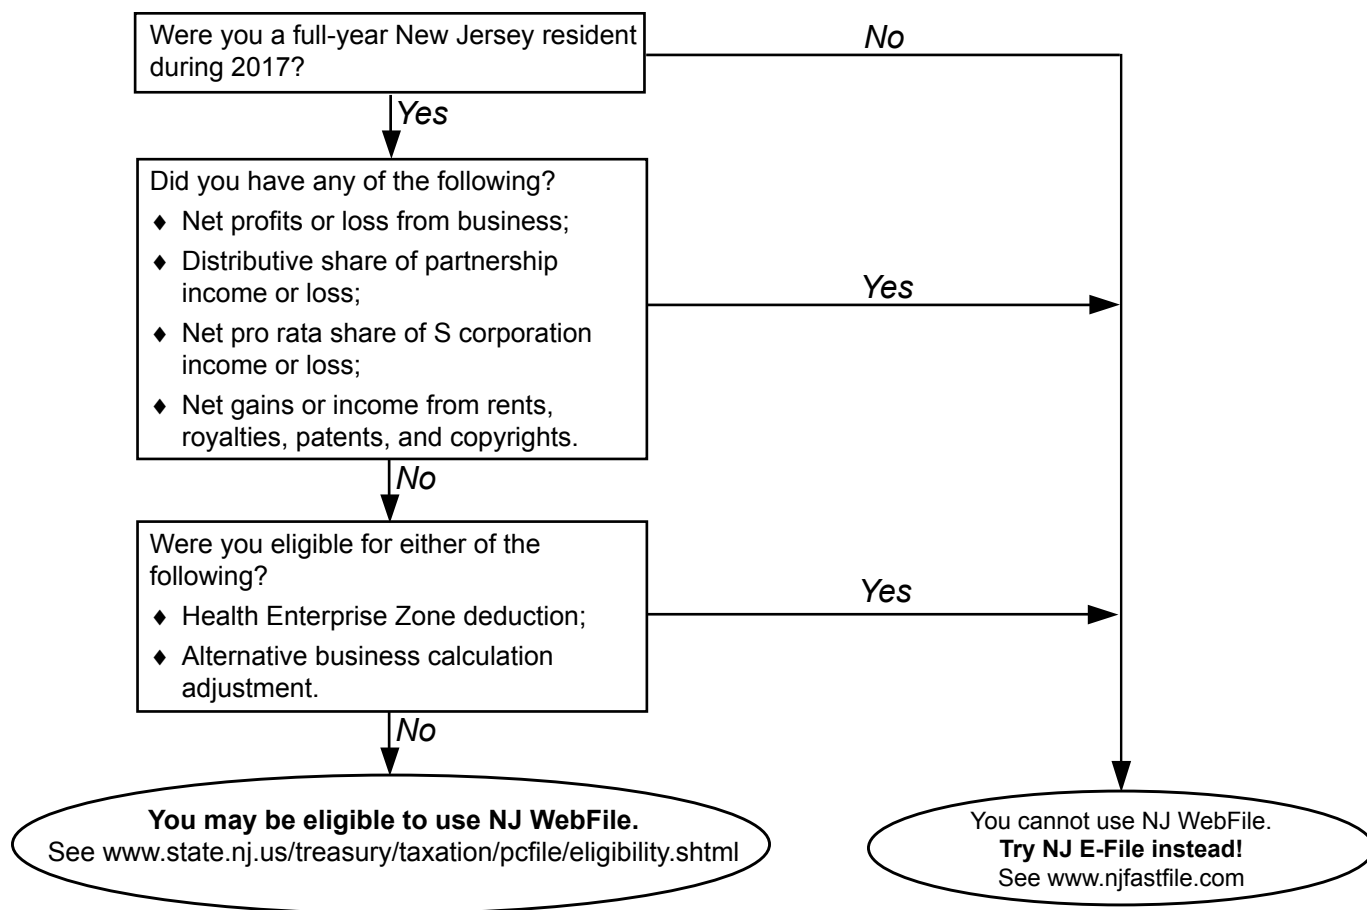 Were you a full-year New Jersey resident
during 2017?
No
Yes
Did you have any of the following?
♦ Net profits or loss from business;
♦ Distributive share of partnership
income or loss;
♦ Net pro rata share of S corporation
income or loss;
♦ Net gains or income from rents,
royalties, patents, and copyrights.
Yes
No
Were you eligible for either of the
following?
♦ Health Enterprise Zone deduction;
♦ Alternative business calculation
adjustment.
Yes
No
You may be eligible to use NJ WebFile.
See www.state.nj.us/treasury/taxation/pcfile/eligibility.shtml
You cannot use NJ WebFile.
Try NJ E-File instead!
See www.njfastfile.com